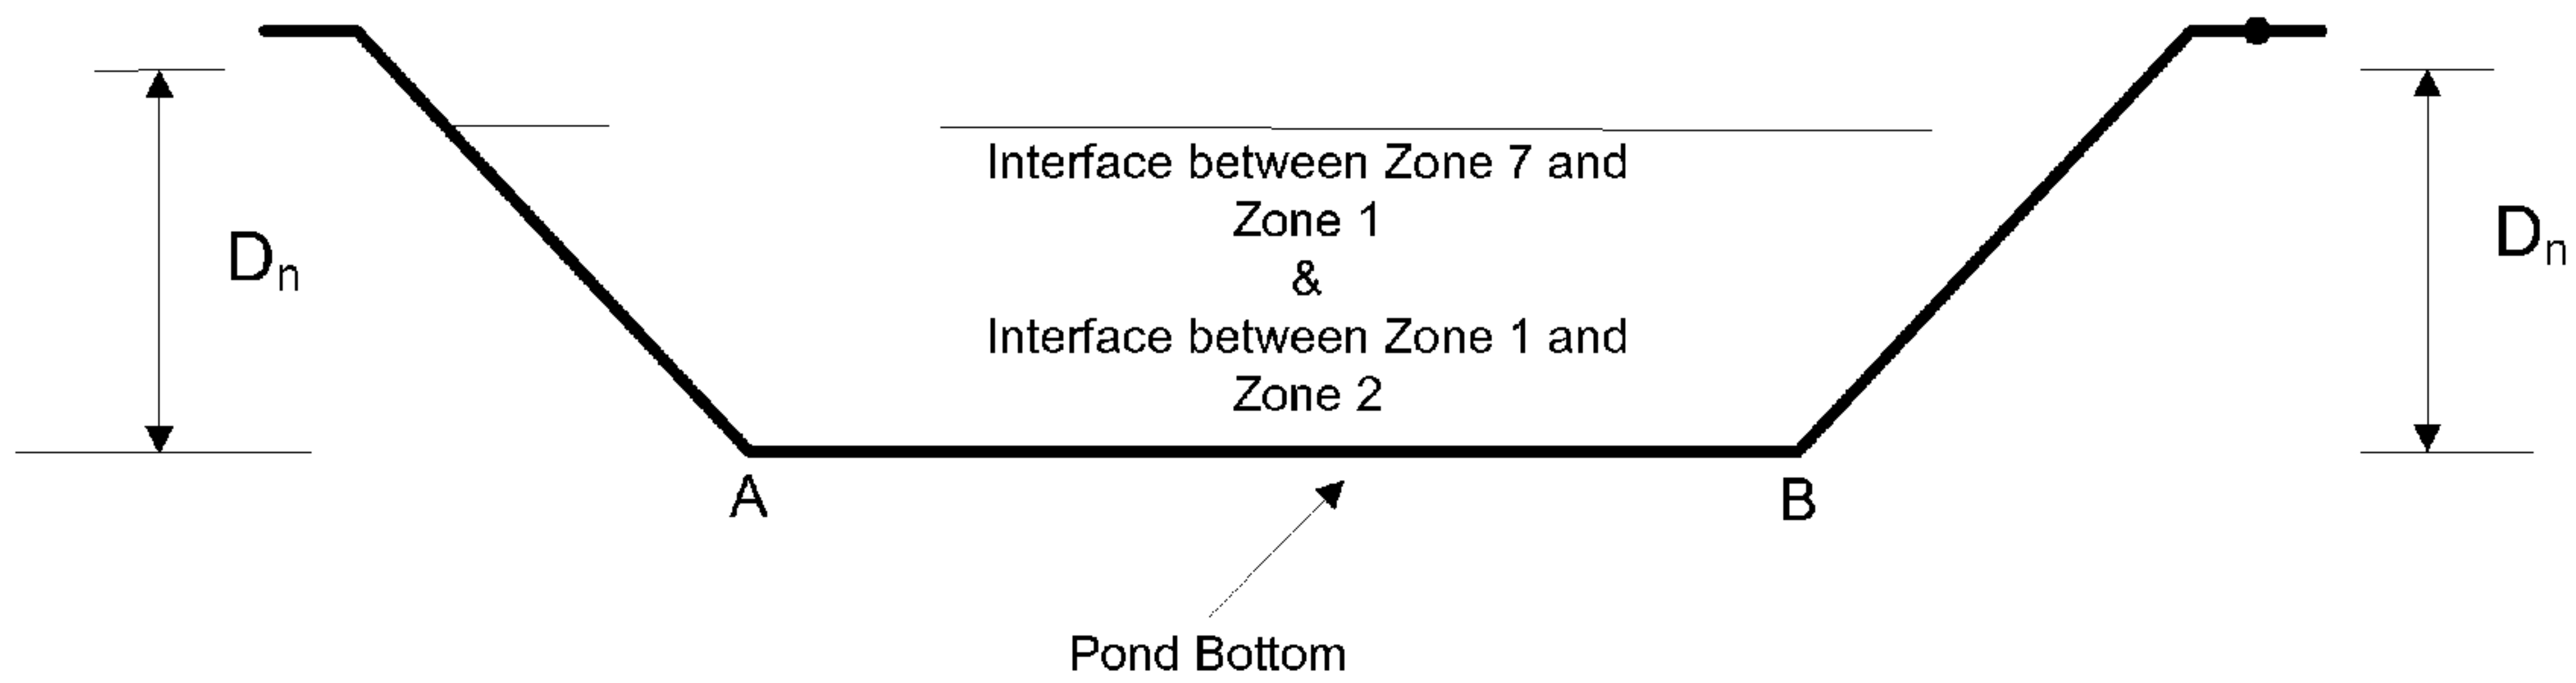 Interface between Zone 7 and
Zone 1
&
Interface between Zone 1 and
Zone 2
Dn
Dn
A
B
Pond Bottom